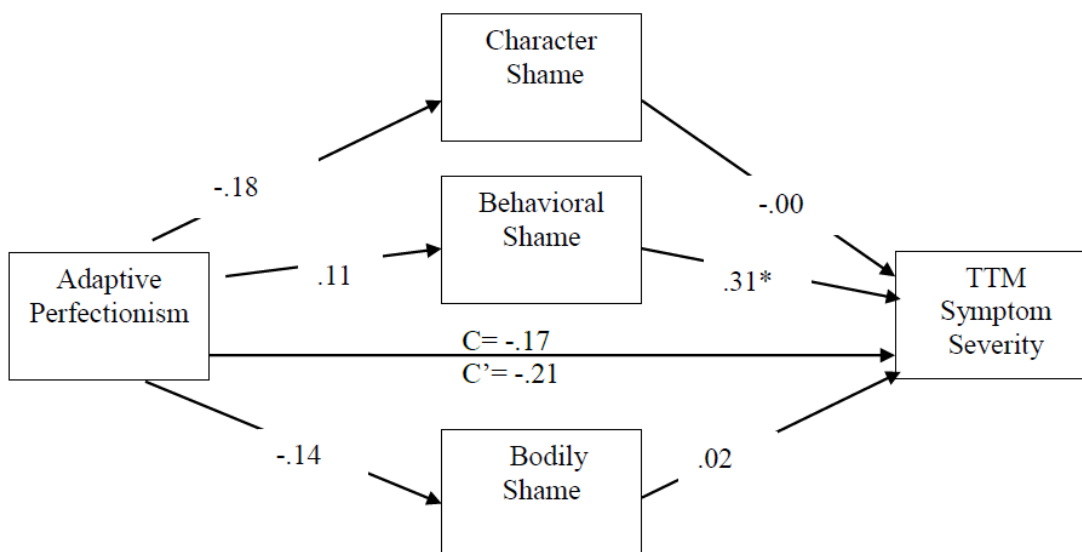 Character
Shame
-.18
-.00
Behavioral
Shame
Adaptive
Perfectionism
.11
.31*
TTM
Symptom
Severity
C= -.17
C’= -.21
-.14
Bodily
Shame
.02